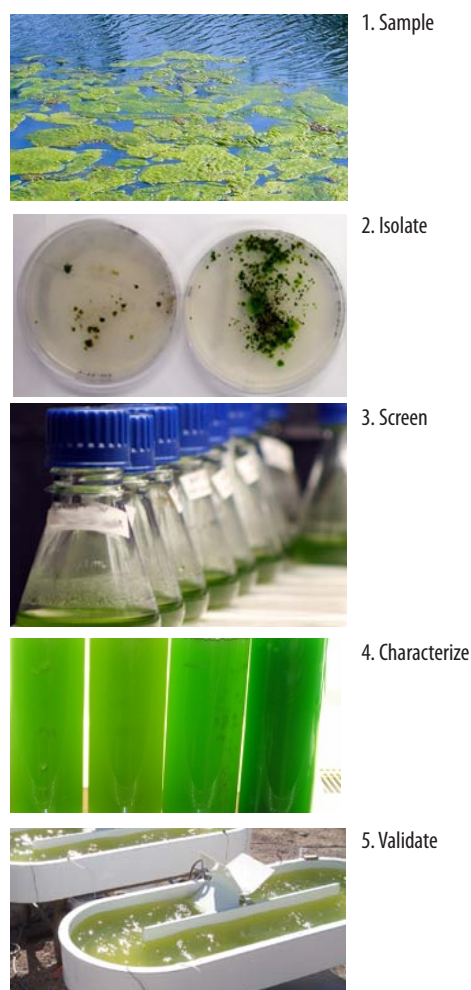 1. Sample
2. Isolate
3. Screen
4. Characterize
5. Validate